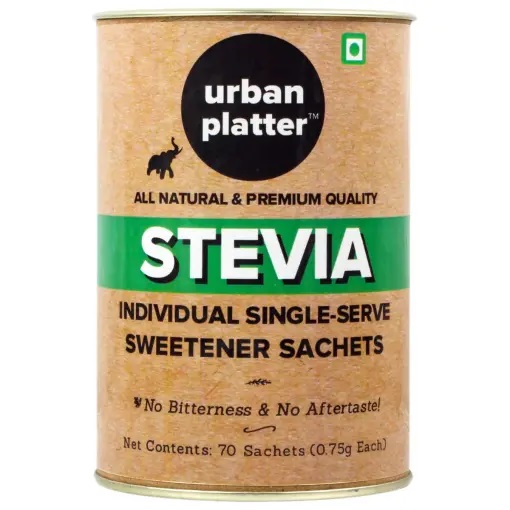 urban
platter™
ALL NATURAL & PREMIUM QUALITY
STEVIA
INDIVIDUAL SINGLE-SERVE
SWEETENER SACHETS
No Bitterness & No Aftertaste!
Net Contents: 70 Sachets (0.75g Each)